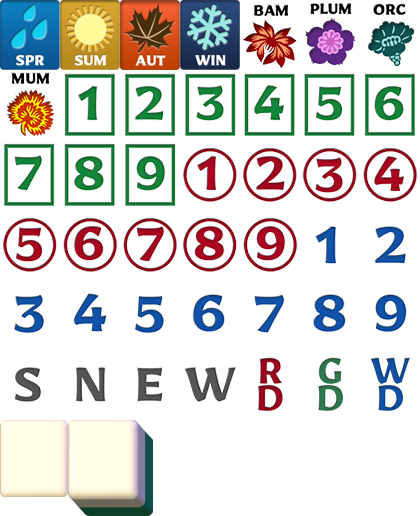 SPR SUM AUT WIN BAM PLUM ORC
MUM 1 2 3 4 5 6
7 8 9 1 2 3 4
5 6 7 8 9 1 2
3 4 5 6 7 8 9
S N E W RD GD WD